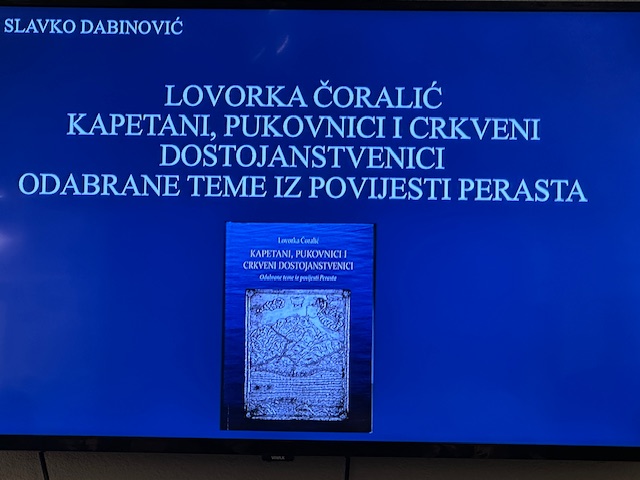 SLAVKO DABINOVIĆ
LOVORKA ČORALIĆ
KAPETANI, PUKOVNICI I CRKVENI
DOSTOJANSTVENICI
ODABRANE TEME IZ POVIJESTI PERASTA
Lovorka Čoralić
KAPETANI, PUKOVNICI I
CRKVENI DOSTOJANSTVENICI
Odabrane teme iz povijesti Perasta